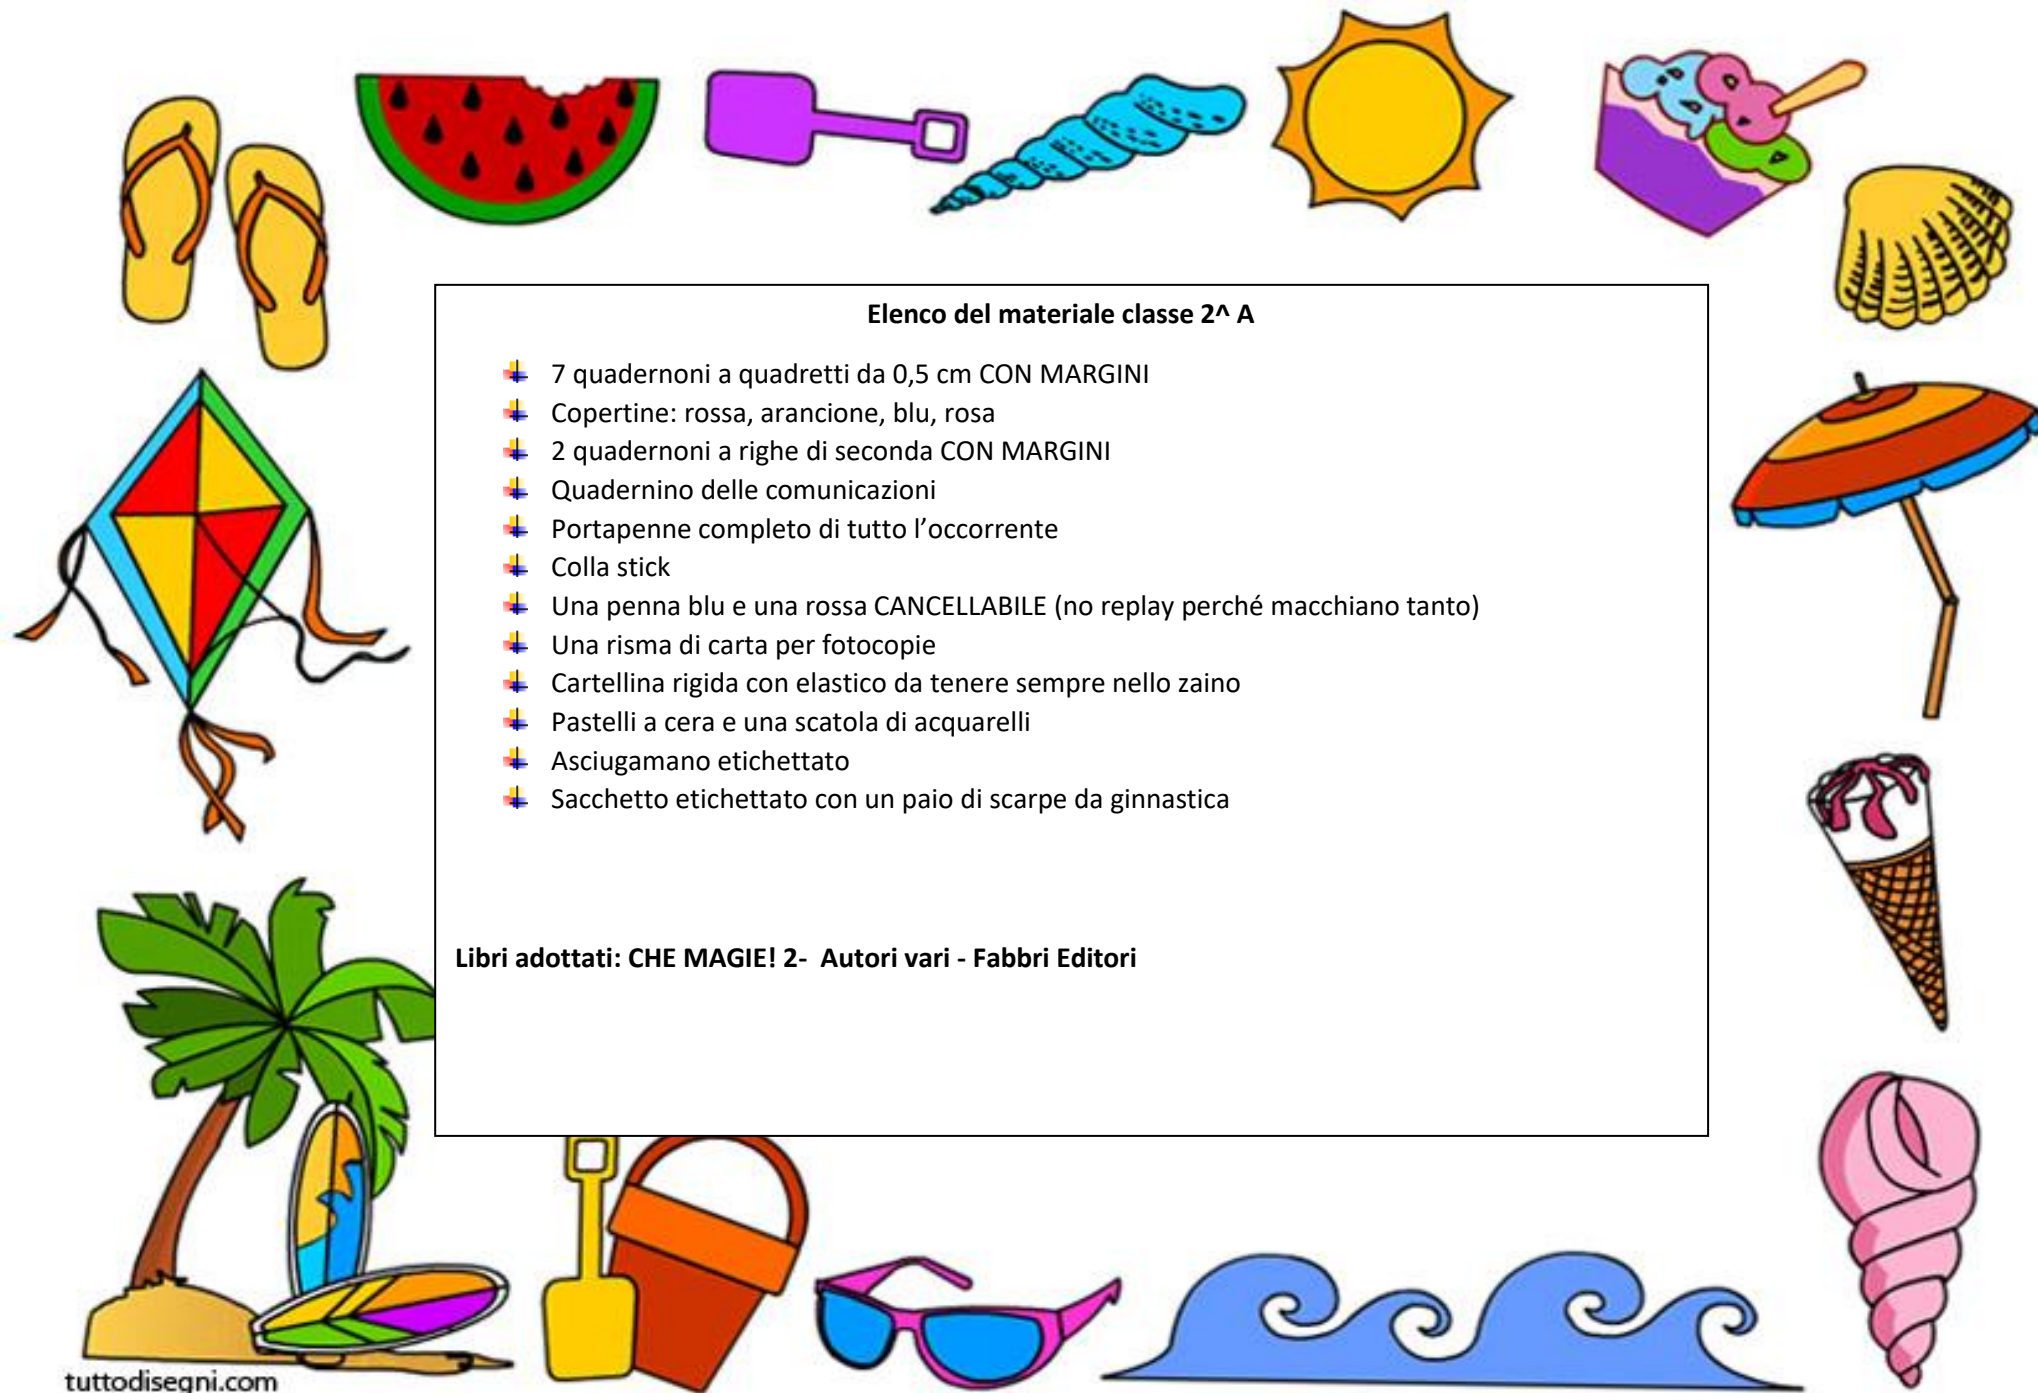 Elenco del materiale classe 2^ A
7 quadernoni a quadretti da 0,5 cm CON MARGINI
Copertine: rossa, arancione, blu, rosa
2 quadernoni a righe di seconda CON MARGINI
Quadernino delle comunicazioni
Portapenne completo di tutto l’occorrente
Colla stick
Una penna blu e una rossa CANCELLABILE (no replay perché macchiano tanto)
Una risma di carta per fotocopie
Cartellina rigida con elastico da tenere sempre nello zaino
Pastelli a cera e una scatola di acquarelli
Asciugamano etichettato
Sacchetto etichettato con un paio di scarpe da ginnastica
Libri adottati: CHE MAGIE! 2-  Autori vari - Fabbri Editori
tuttodisegni.com